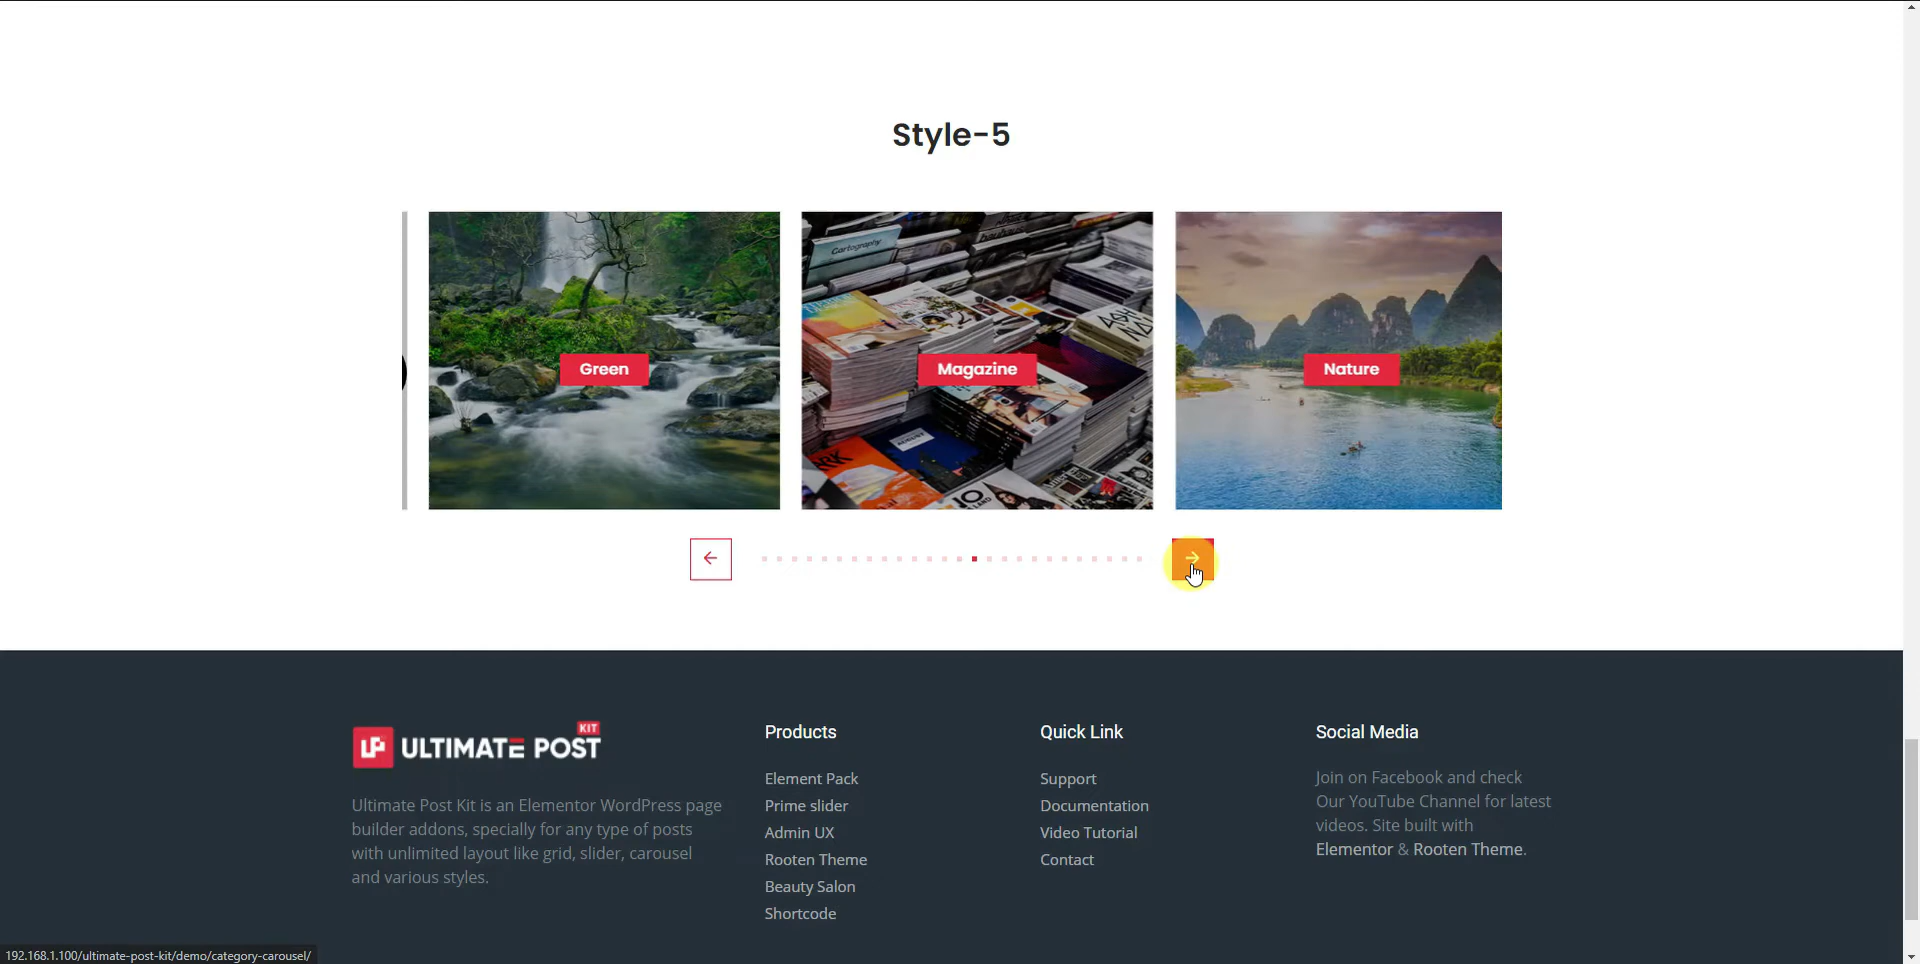 Style-5
Cartography
bauhaus
Green
Magazine
Nature
KIT
UP ULTIMATE POST
Products
Quick Link
Social Media
Element Pack
Support
Join on Facebook and check
Our YouTube Channel for latest
videos. Site built with
Elementor & Rooten Theme.
Ultimate Post Kit is an Elementor WordPress page
builder addons, specially for any type of posts
with unlimited layout like grid, slider, carousel
and various styles.
Prime slider
Documentation
Admin UX
Video Tutorial
Rooten Theme
Contact
Beauty Salon
Shortcode
192.168.1.100/ultimate-post-kit/demo/category-carousel/